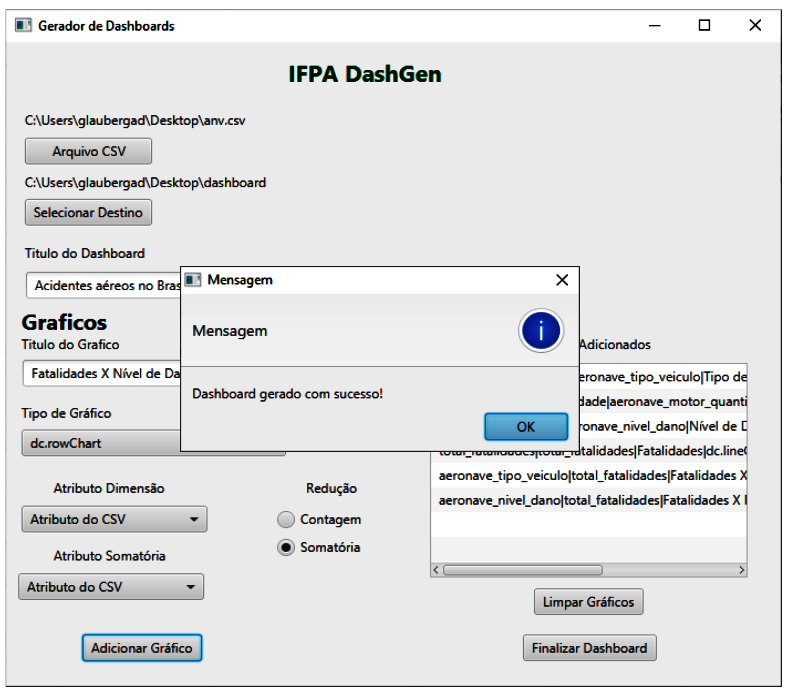 Gerador de Dashboards
IFPA DashGen
C:\Users\glaubergad\Desktop\anv.csv
Arquivo CSV
C:\Users\glaubergad\Desktop\dashboard
Selecionar Destino
Titulo do Dashboard
Acidentes aéreos no Bras
Mensagem
Mensagem
Dashboard gerado com sucesso!
OK
Graficos
Titulo do Grafico
Fatalidades X Nível de Da
Tipo de Gráfico
dc.rowChart
Atributo Dimensão
Atributo do CSV
Atributo Somatória
Atributo do CSV
Redução
Contagem
Somatória
Adicionar Gráfico
Adicionados
eronave_tipo_veiculo|Tipo de
dade|aeronave_motor_quanti
ronave_nivel_dano|Nível de D
total_fatalidades|total_fatalidades|Fatalidades|dc.line
aeronave_tipo_veiculo|total_fatalidades|Fatalidades X
aeronave_nivel_dano|total_fatalidades|Fatalidades X
Limpar Gráficos
Finalizar Dashboard